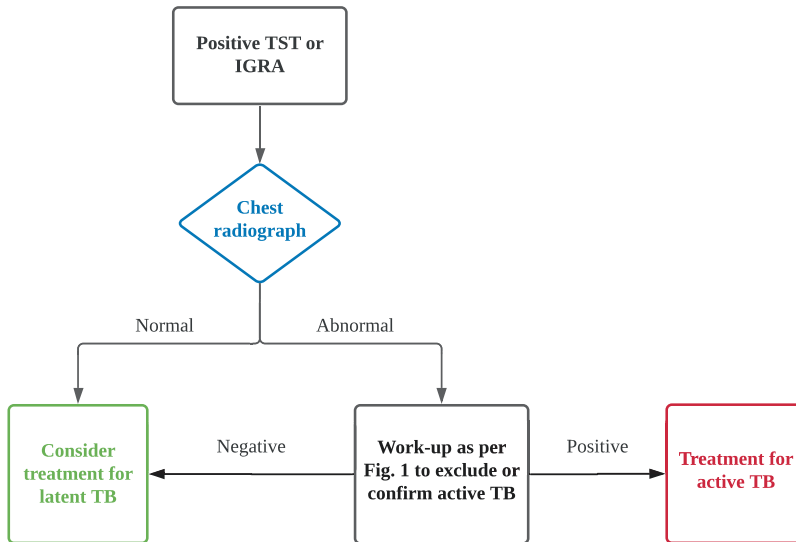 Positive TST or
IGRA
Chest
radiograph
Normal
Abnormal
Consider
treatment for
latent TB
Negative
Work-up as per
Fig. 1 to exclude or
confirm active TB
Positive
Treatment for
active TB